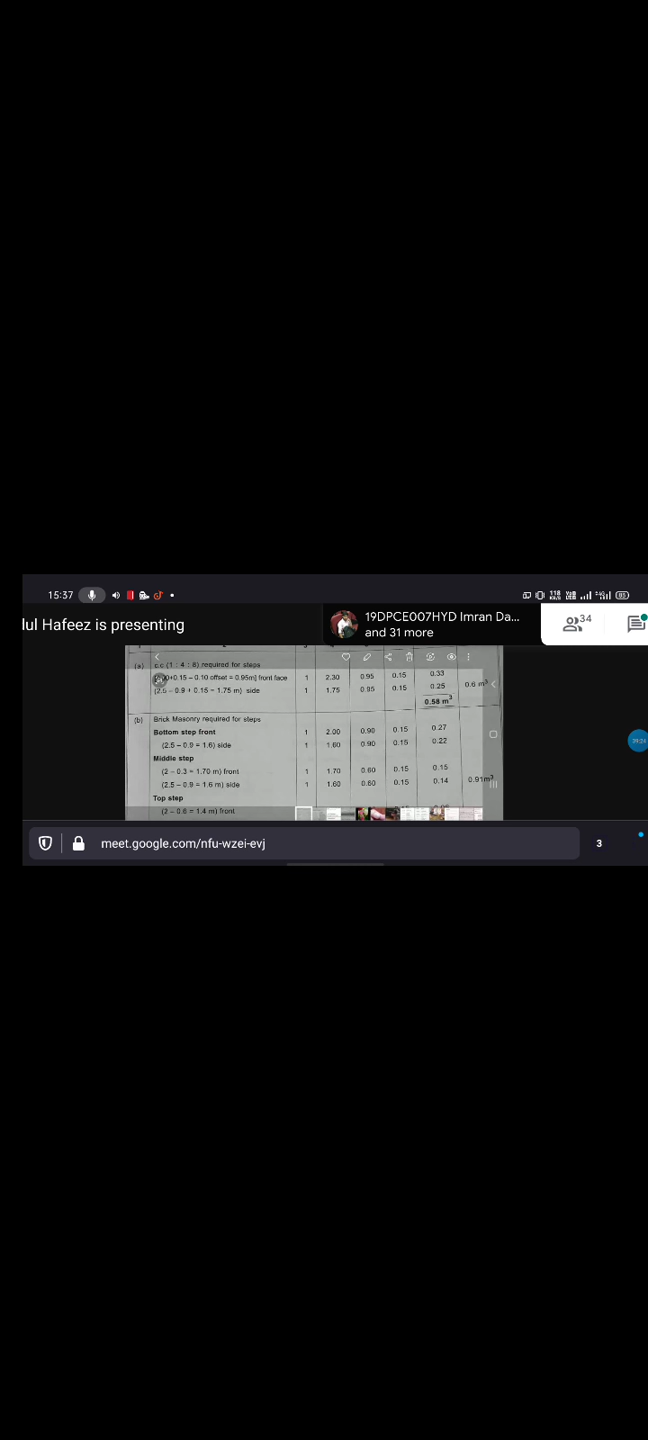 15:37
118 KB/S Vo9 LTE 4G 85
lul Hafeez is presenting
19DPCE007HYD Imran Da...
and 31 more
34
(a) c.c (1 : 4 : 8) required for steps
+0.15 – 0.10 offset = 0.95m] front face 1 2.30 0.95 0.15 0.33
(2.5 – 0.9 + 0.15 = 1.75 m) side 1 1.75 0.95 0.15 0.25 0.6 m³
0.58 m³
(b) Brick Masonry required for steps
Bottom step front 1 2.00 0.90 0.15 0.27
(2.5 – 0.9 = 1.6) side 1 1.60 0.90 0.15 0.22
Middle step
(2 – 0.3 = 1.70 m) front 1 1.70 0.60 0.15 0.15
(2.5 – 0.9 = 1.6 m) side 1 1.60 0.60 0.15 0.14 0.91m³
Top step
(2 – 0.6 = 1.4 m) front
meet.google.com/nfu-wzei-evj
3